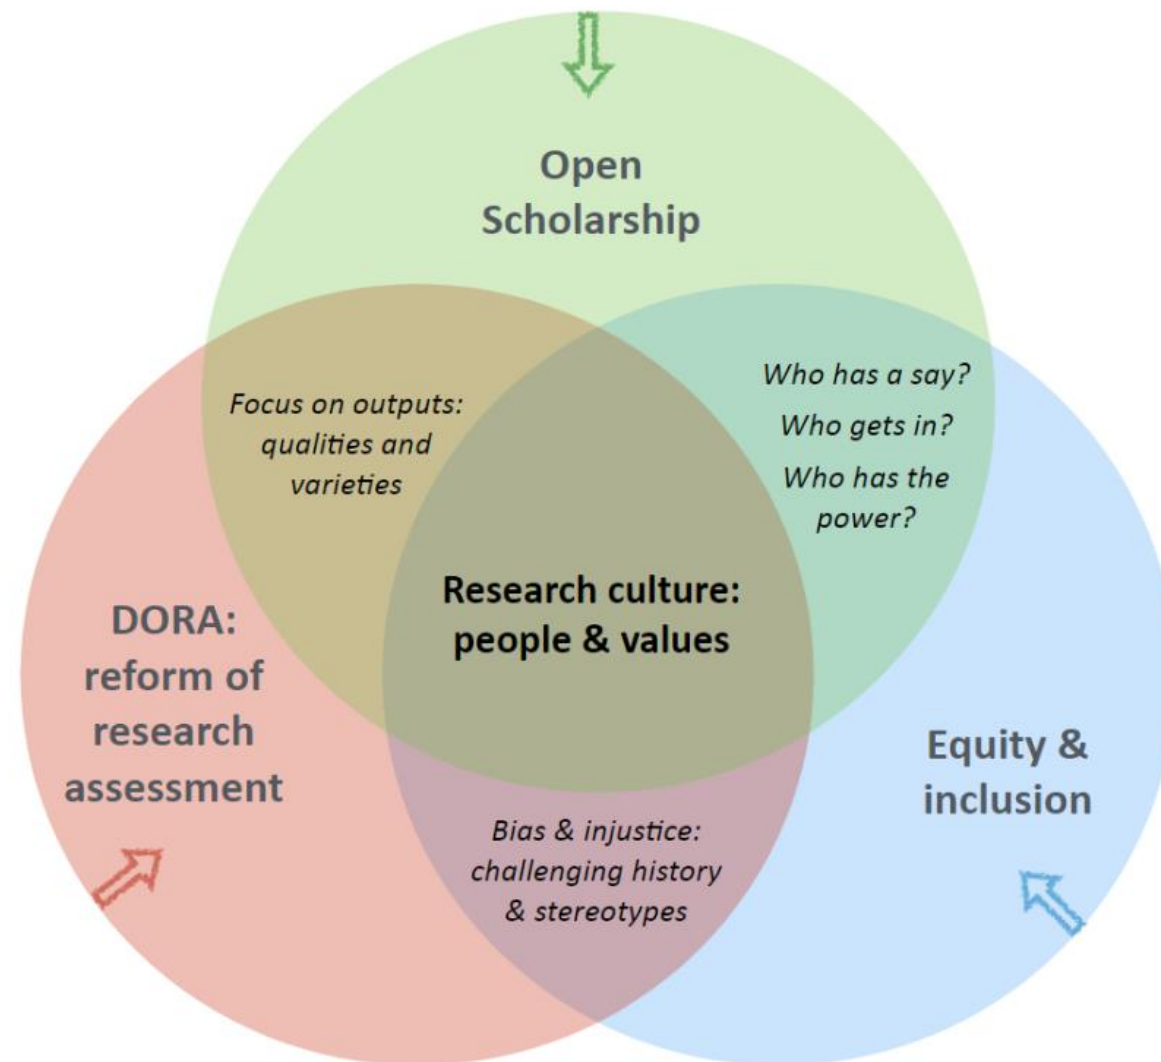 Open
Scholarship
Focus on outputs:
qualities and
varieties
Who has a say?
Who gets in?
Who has the
power?
Research culture:
people & values
DORA:
reform of
research
assessment
Equity &
inclusion
Bias & injustice:
challenging history
& stereotypes